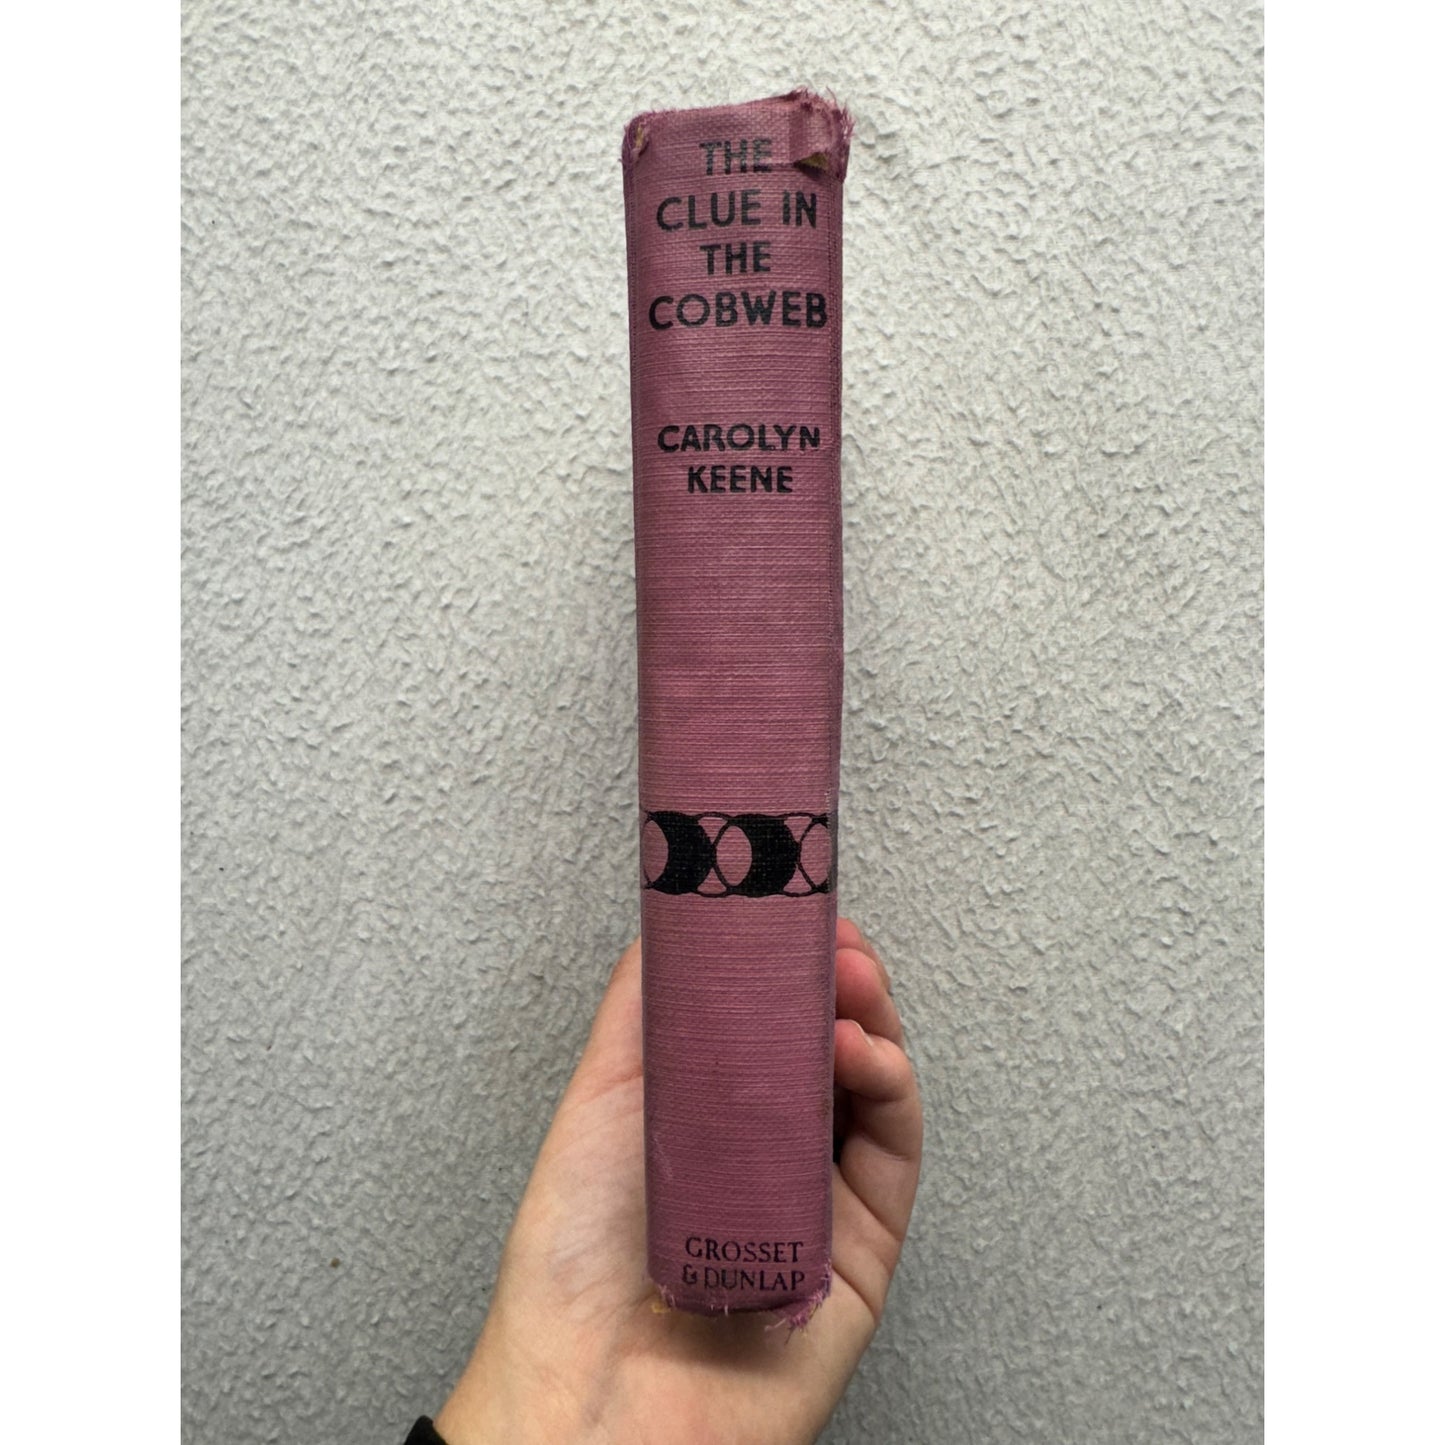 THE
CLUE IN
THE
COBWEB
CAROLYN
KEENE
GROSSET
& DUNLAP